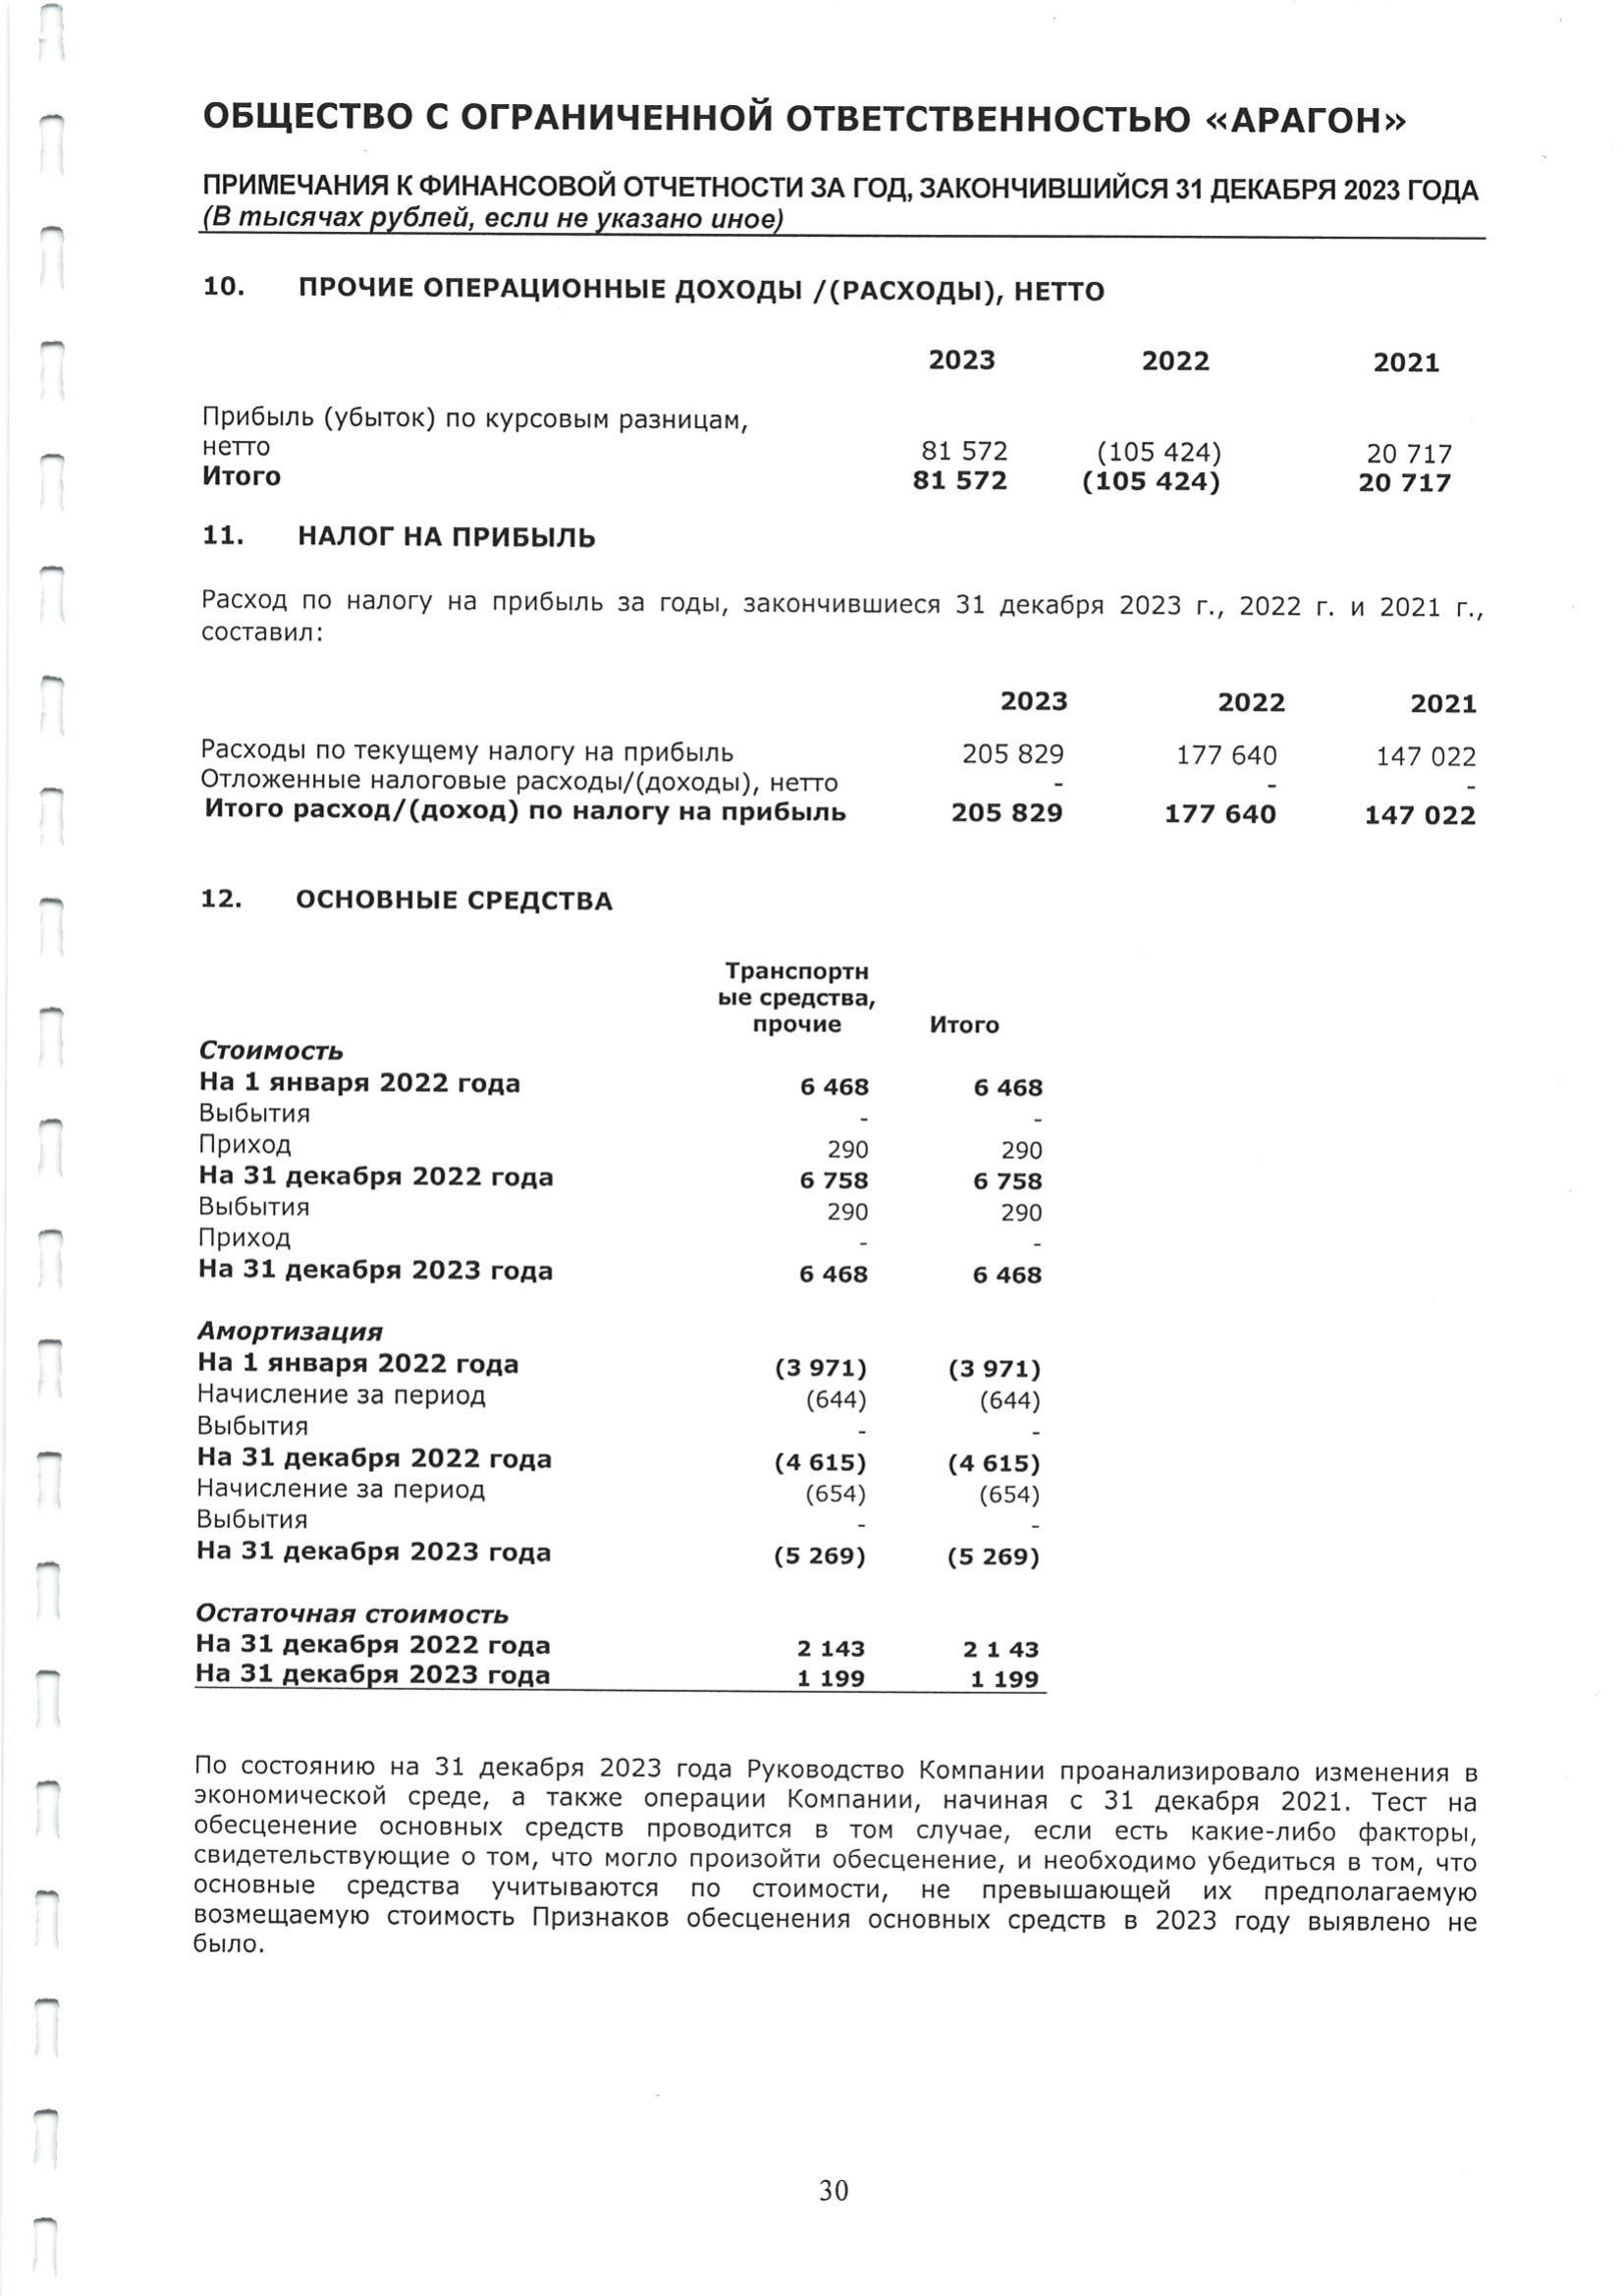 ОБЩЕСТВО С ОГРАНИЧЕННОЙ ОТВЕТСТВЕННОСТЬЮ «АРАГОН»
ПРИМЕЧАНИЯ К ФИНАНСОВОЙ ОТЧЕТНОСТИ ЗА ГОД, ЗАКОНЧИВШИЙСЯ 31 ДЕКАБРЯ 2023 ГОДА
(В тысячах рублей, если не указано иное)
10. ПРОЧИЕ ОПЕРАЦИОННЫЕ ДОХОДЫ /(РАСХОДЫ), НЕТТО
2023 2022 2021
Прибыль (убыток) по курсовым разницам,
нетто 81 572 (105 424) 20 717
Итого 81 572 (105 424) 20 717
11. НАЛОГ НА ПРИБЫЛЬ
Расход по налогу на прибыль за годы, закончившиеся 31 декабря 2023 г., 2022 г. и 2021 г.,
составил:
2023 2022 2021
Расходы по текущему налогу на прибыль 205 829 177 640 147 022
Отложенные налоговые расходы/(доходы), нетто - - -
Итого расход/(доход) по налогу на прибыль 205 829 177 640 147 022
12. ОСНОВНЫЕ СРЕДСТВА
Транспортн
ые средства,
прочие Итого
Стоимость
На 1 января 2022 года 6 468 6 468
Выбытия - -
Приход 290 290
На 31 декабря 2022 года 6 758 6 758
Выбытия 290 290
Приход - -
На 31 декабря 2023 года 6 468 6 468
Амортизация
На 1 января 2022 года (3 971) (3 971)
Начисление за период (644) (644)
Выбытия - -
На 31 декабря 2022 года (4 615) (4 615)
Начисление за период (654) (654)
Выбытия - -
На 31 декабря 2023 года (5 269) (5 269)
Остаточная стоимость
На 31 декабря 2022 года 2 143 2 1 43
На 31 декабря 2023 года 1 199 1 199
По состоянию на 31 декабря 2023 года Руководство Компании проанализировало изменения в
экономической среде, а также операции Компании, начиная с 31 декабря 2021. Тест на
обесценение основных средств проводится в том случае, если есть какие-либо факторы,
свидетельствующие о том, что могло произойти обесценение, и необходимо убедиться в том, что
основные средства учитываются по стоимости, не превышающей их предполагаемую
возмещаемую стоимость Признаков обесценения основных средств в 2023 году выявлено не
было.
30